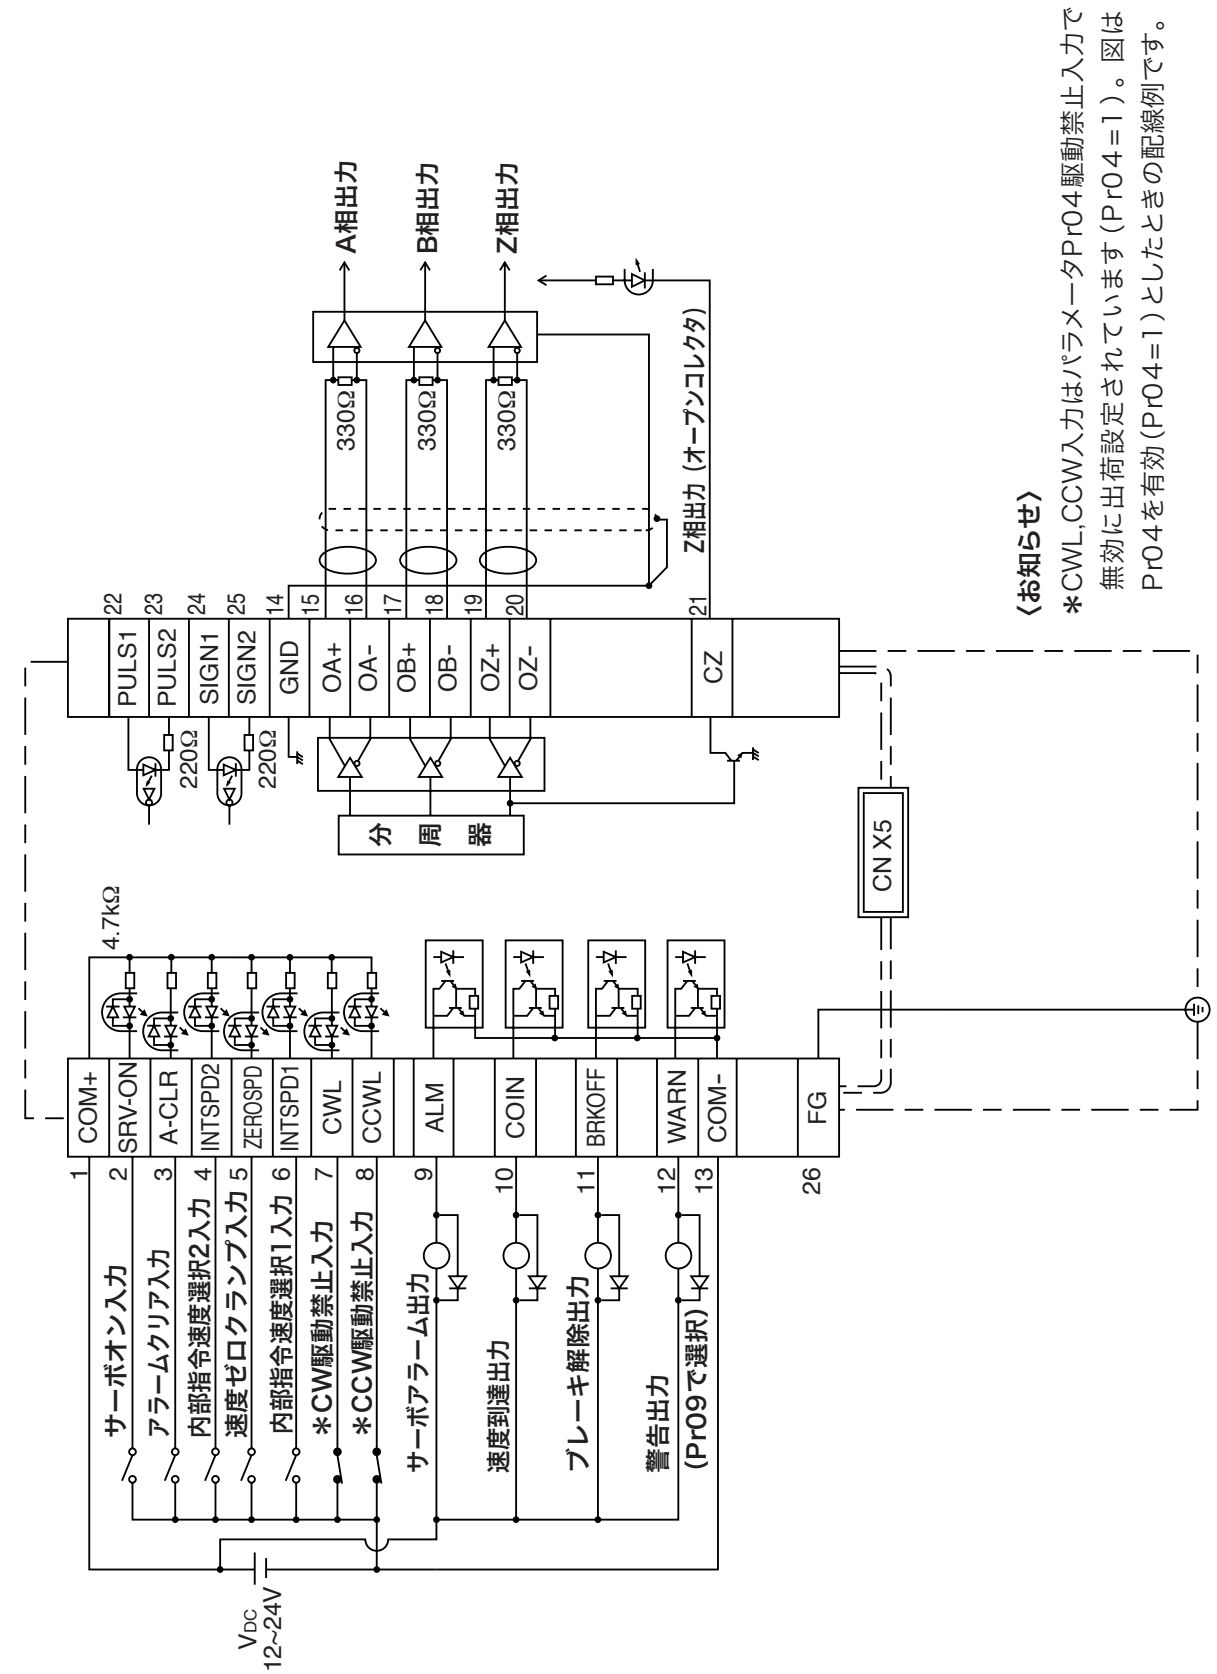 VDC
12~24V
サーボオン入力
アラームクリア入力
内部指令速度選択2入力
速度ゼロクランプ入力
内部指令速度選択1入力
*CW駆動禁止入力
*CCW駆動禁止入力
サーボアラーム出力
速度到達出力
ブレーキ解除出力
警告出力
(Pr09で選択)
1 COM+
2 SRV-ON
3 A-CLR
4 INTSPD2
5 ZEROSPD
6 INTSPD1
7 CWL
8 CCWL
9 ALM
10 COIN
11 BRKOFF
12 WARN
13 COM-
26 FG
4.7kΩ
CN X5
分周器
220Ω
220Ω
PULS1 22
PULS2 23
SIGN1 24
SIGN2 25
GND 14
OA+ 15
OA- 16
OB+ 17
OB- 18
OZ+ 19
OZ- 20
CZ 21
330Ω
330Ω
330Ω
A相出力
B相出力
Z相出力
Z相出力(オープンコレクタ)
〈お知らせ〉
*CWL,CCW入力はパラメータPr04駆動禁止入力で
無効に出荷設定されています(Pr04=1)。図は
Pr04を有効(Pr04=1)としたときの配線例です。